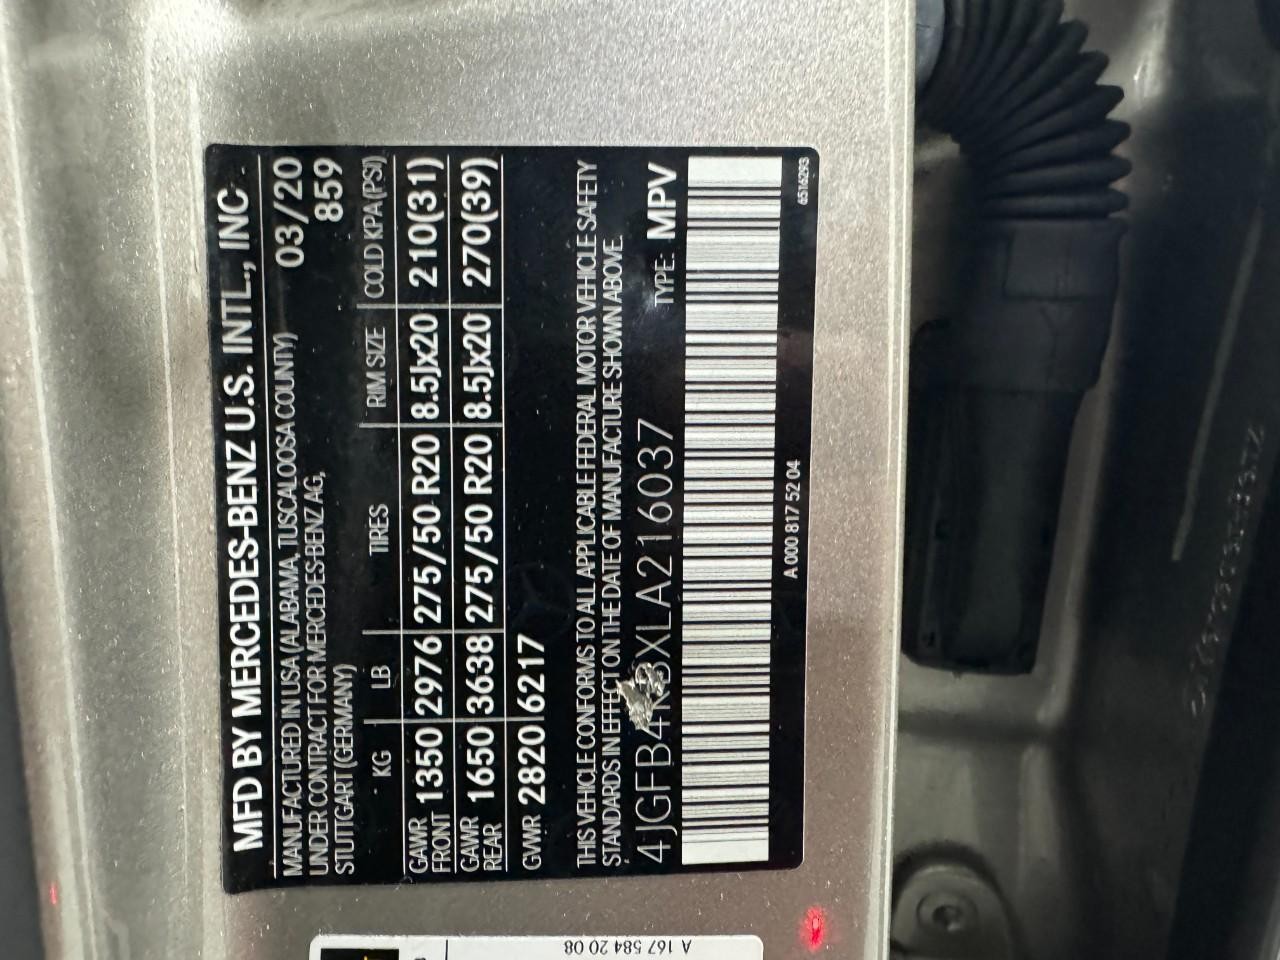 MFD BY MERCEDES-BENZ U.S. INTL., INC
MANUFACTURED IN USA (ALABAMA, TUSCALOOSA COUNTY) 03/20
UNDER CONTRACT FOR MERCEDES-BENZ AG, 859
STUTTGART (GERMANY)
KG LB TIRES RIM SIZE COLD KPA (PSI)
GAWR FRONT 1350 2976 275/50 R20 8.5Jx20 210(31)
GAWR REAR 1650 3638 275/50 R20 8.5Jx20 270(39)
GVWR 2820 6217
THIS VEHICLE CONFORMS TO ALL APPLICABLE FEDERAL MOTOR VEHICLE SAFETY
STANDARDS IN EFFECT ON THE DATE OF MANUFACTURE SHOWN ABOVE.
TYPE: MPV
A 000 817 52 04
6516293
A 167 584 20 08